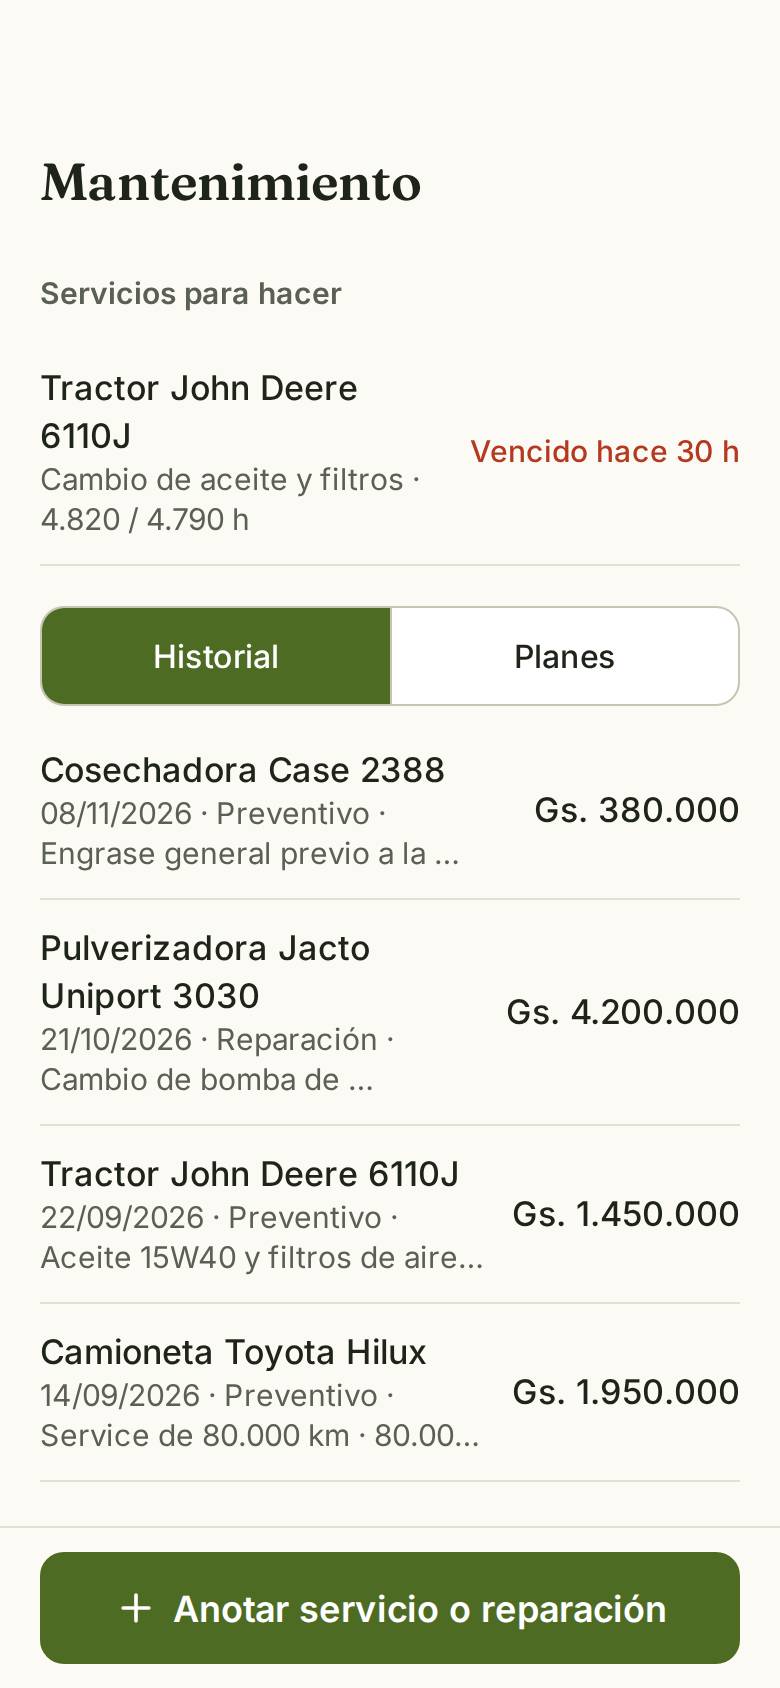 Mantenimiento
Servicios para hacer
Tractor John Deere
6110J
Cambio de aceite y filtros ·
4.820 / 4.790 h
Vencido hace 30 h
Historial
Planes
Cosechadora Case 2388
08/11/2026 · Preventivo ·
Engrase general previo a la ...
Gs. 380.000
Pulverizadora Jacto
Uniport 3030
21/10/2026 · Reparación ·
Cambio de bomba de ...
Gs. 4.200.000
Tractor John Deere 6110J
22/09/2026 · Preventivo ·
Aceite 15W40 y filtros de aire...
Gs. 1.450.000
Camioneta Toyota Hilux
14/09/2026 · Preventivo ·
Service de 80.000 km · 80.00...
Gs. 1.950.000
+ Anotar servicio o reparación